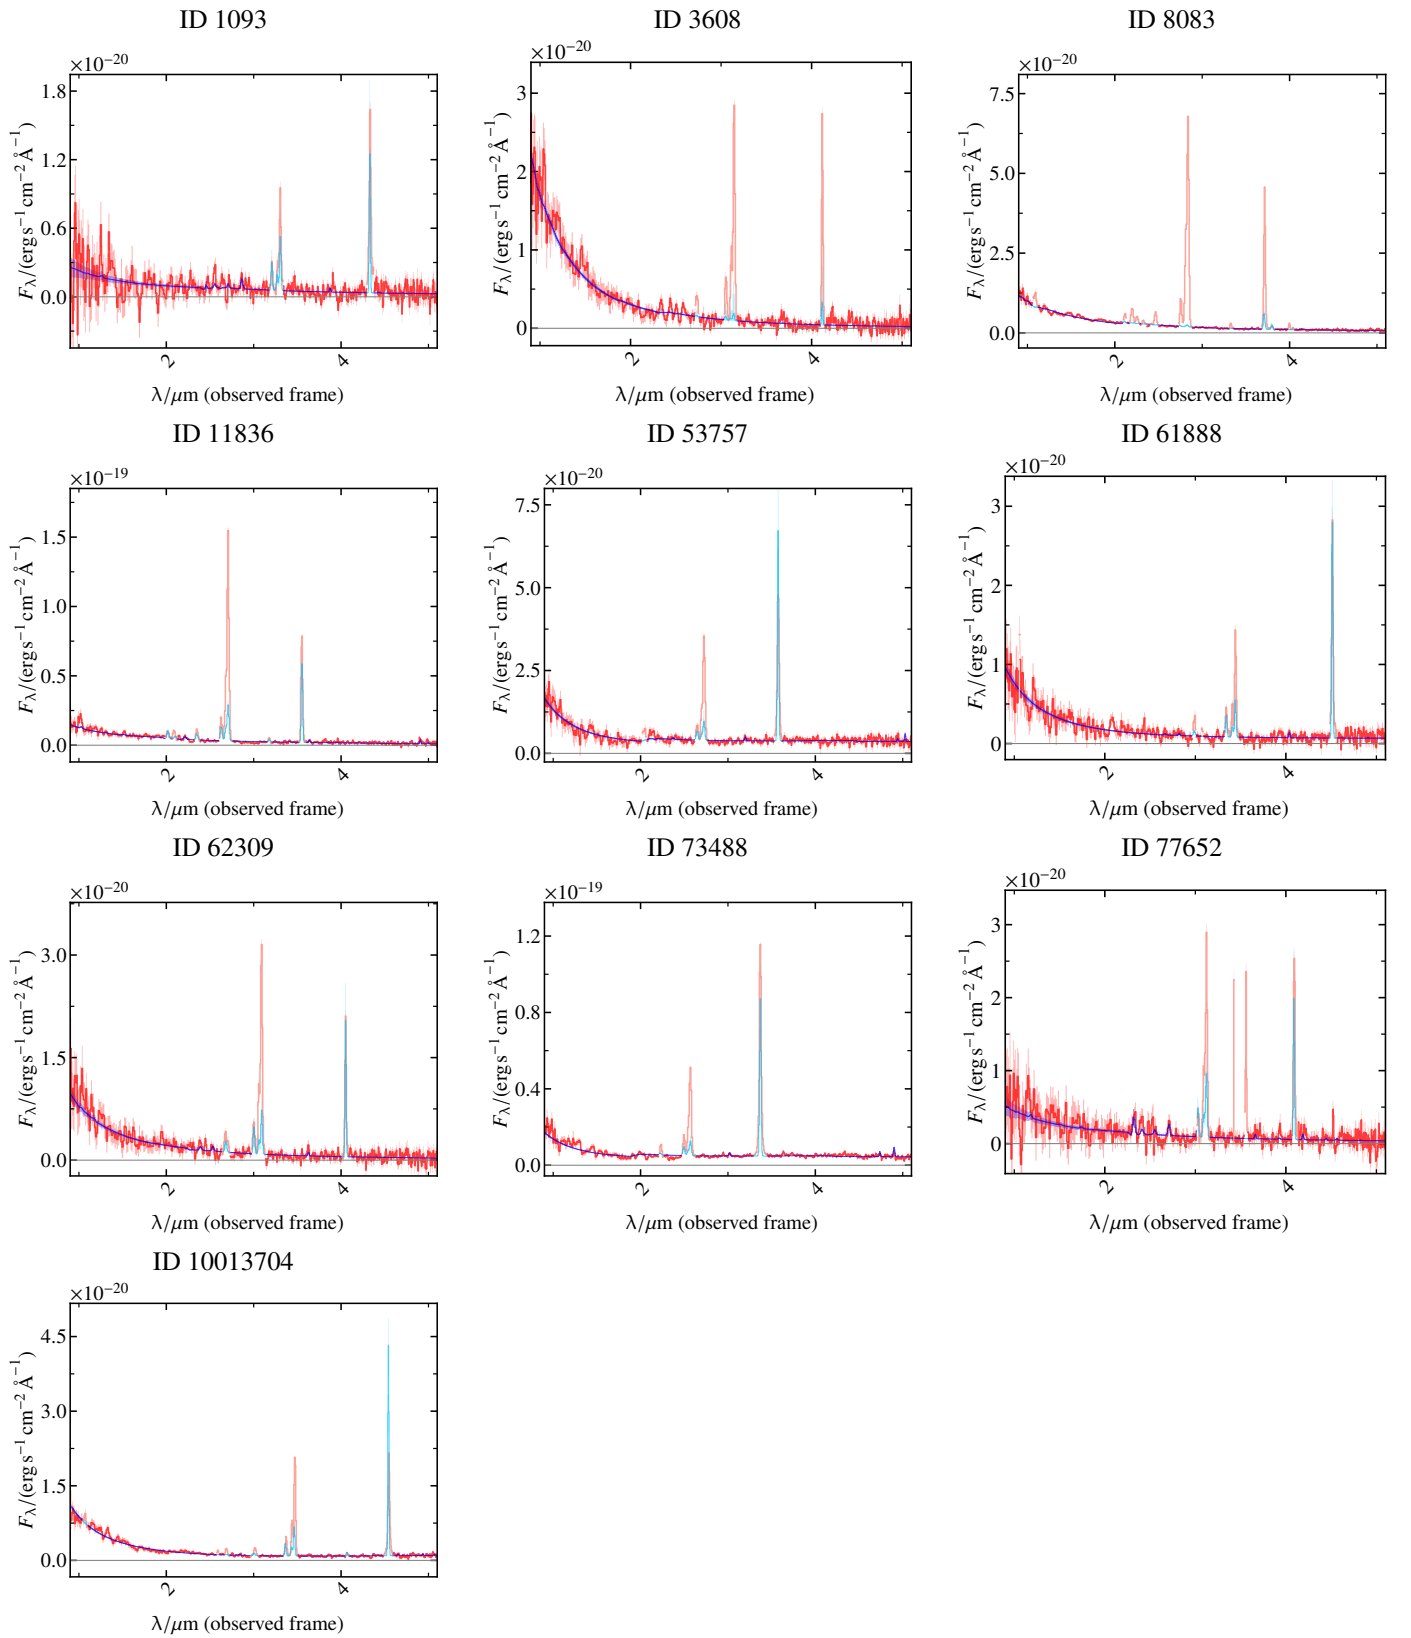 ID 1093
ID 3608
ID 8083
×10⁻²⁰
×10⁻²⁰
×10⁻²⁰
1.8
1.2
0.6
0.0
3
2
1
0
7.5
5.0
2.5
0.0
F_λ/(erg s⁻¹ cm⁻² Å⁻¹)
F_λ/(erg s⁻¹ cm⁻² Å⁻¹)
F_λ/(erg s⁻¹ cm⁻² Å⁻¹)
2 4
2 4
2 4
λ/μm (observed frame)
λ/μm (observed frame)
λ/μm (observed frame)
ID 11836
ID 53757
ID 61888
×10⁻¹⁹
×10⁻²⁰
×10⁻²⁰
1.5
1.0
0.5
0.0
7.5
5.0
2.5
0.0
3
2
1
0
F_λ/(erg s⁻¹ cm⁻² Å⁻¹)
F_λ/(erg s⁻¹ cm⁻² Å⁻¹)
F_λ/(erg s⁻¹ cm⁻² Å⁻¹)
2 4
2 4
2 4
λ/μm (observed frame)
λ/μm (observed frame)
λ/μm (observed frame)
ID 62309
ID 73488
ID 77652
×10⁻²⁰
×10⁻¹⁹
×10⁻²⁰
3.0
1.5
0.0
1.2
0.8
0.4
0.0
3
2
1
0
F_λ/(erg s⁻¹ cm⁻² Å⁻¹)
F_λ/(erg s⁻¹ cm⁻² Å⁻¹)
F_λ/(erg s⁻¹ cm⁻² Å⁻¹)
2 4
2 4
2 4
λ/μm (observed frame)
λ/μm (observed frame)
λ/μm (observed frame)
ID 10013704
×10⁻²⁰
4.5
3.0
1.5
0.0
F_λ/(erg s⁻¹ cm⁻² Å⁻¹)
2 4
λ/μm (observed frame)